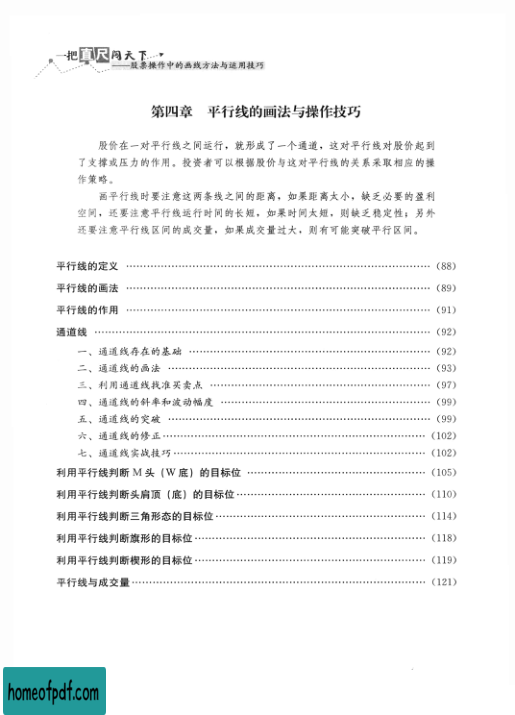 一把直尺闯天下
——股票操作中的画线方法与运用技巧
第四章 平行线的画法与操作技巧
股价在一对平行线之间运行，就形成了一个通道，这对平行线对股价起到
了支撑或压力的作用。投资者可以根据股价与这对平行线的关系采取相应的操
作策略。
画平行线时要注意这两条线之间的距离，如果距离太小，缺乏必要的盈利
空间，还要注意平行线运行时间的长短，如果时间太短，则缺乏稳定性；另外
还要注意平行线区间的成交量，如果成交量过大，则有可能突破平行区间。
平行线的定义 ……………………………………………………（88）
平行线的画法 ……………………………………………………（89）
平行线的作用 ……………………………………………………（91）
通道线 ……………………………………………………………（92）
一、通道线存在的基础 …………………………………………（92）
二、通道线的画法 ………………………………………………（93）
三、利用通道线找准买卖点 ……………………………………（97）
四、通道线的斜率和波动幅度 …………………………………（99）
五、通道线的突破 ………………………………………………（99）
六、通道线的修正………………………………………………（102）
七、通道线实战技巧……………………………………………（102）
利用平行线判断 M 头（W 底）的目标位 ………………………（105）
利用平行线判断头肩顶（底）的目标位…………………………（110）
利用平行线判断三角形态的目标位………………………………（114）
利用平行线判断旗形的目标位……………………………………（118）
利用平行线判断楔形的目标位……………………………………（119）
平行线与成交量……………………………………………………（121）
homeofpdf.com